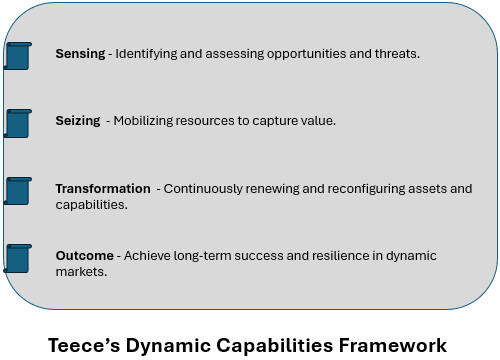 Sensing - Identifying and assessing opportunities and threats.
Seizing - Mobilizing resources to capture value.
Transformation - Continuously renewing and reconfiguring assets and
capabilities.
Outcome - Achieve long-term success and resilience in dynamic
markets.
Teece’s Dynamic Capabilities Framework